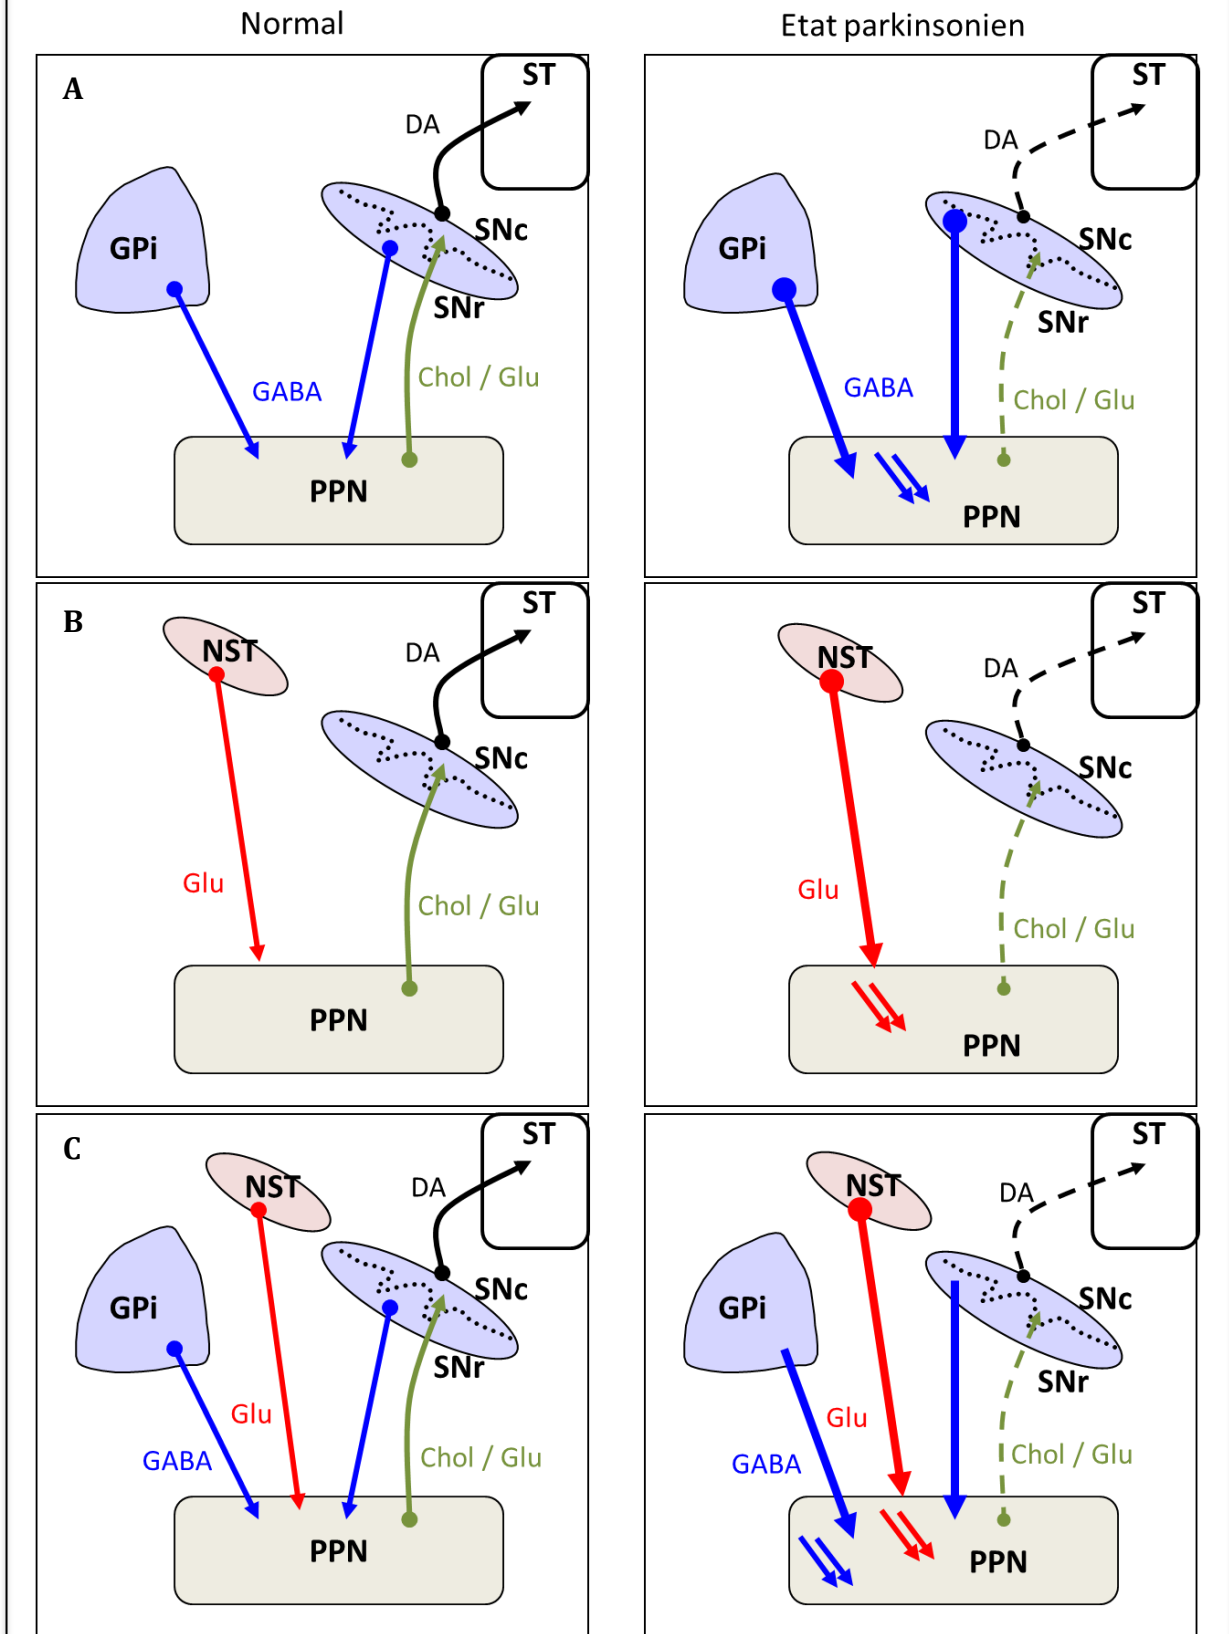 Normal
Etat parkinsonien
A
ST
DA
GPi
SNc
SNr
Chol / Glu
GABA
PPN
ST
DA
GPi
SNc
SNr
GABA
Chol / Glu
PPN
B
NST
ST
DA
SNc
Glu
Chol / Glu
PPN
ST
NST
DA
SNc
Glu
Chol / Glu
PPN
C
ST
NST
DA
GPi
SNc
SNr
Glu
GABA
Chol / Glu
PPN
ST
NST
DA
GPi
SNc
SNr
Glu
GABA
Chol / Glu
PPN